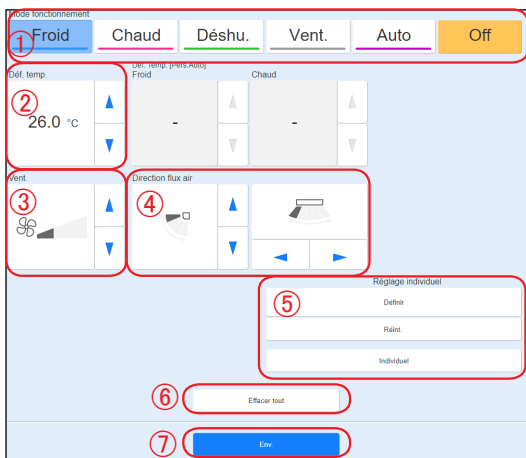 Mode fonctionnement
① Froid Chaud Déshu. Vent. Auto Off
Déf. temp. Déf. Temp. [Pers.Auto]
Froid Chaud
②
26.0 °C - -
Vent. Direction flux air
③ ④
Réglage individuel
⑤ Définir
Réint.
Individuel
⑥ Effacer tout
⑦ Env.